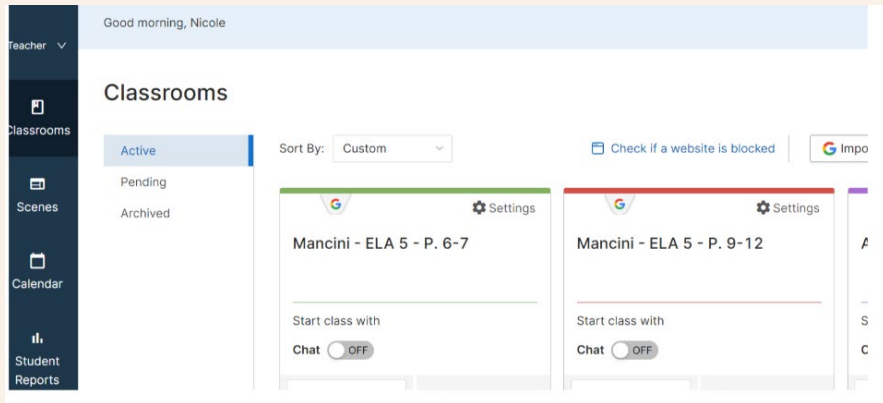 Good morning, Nicole
Teacher
Classrooms
Classrooms
Scenes
Calendar
Student
Reports
Active
Pending
Archived
Sort By: Custom
Check if a website is blocked
G Impo
G Settings
Mancini - ELA 5 - P. 6-7
Start class with
Chat OFF
G Settings
Mancini - ELA 5 - P. 9-12
Start class with
Chat OFF